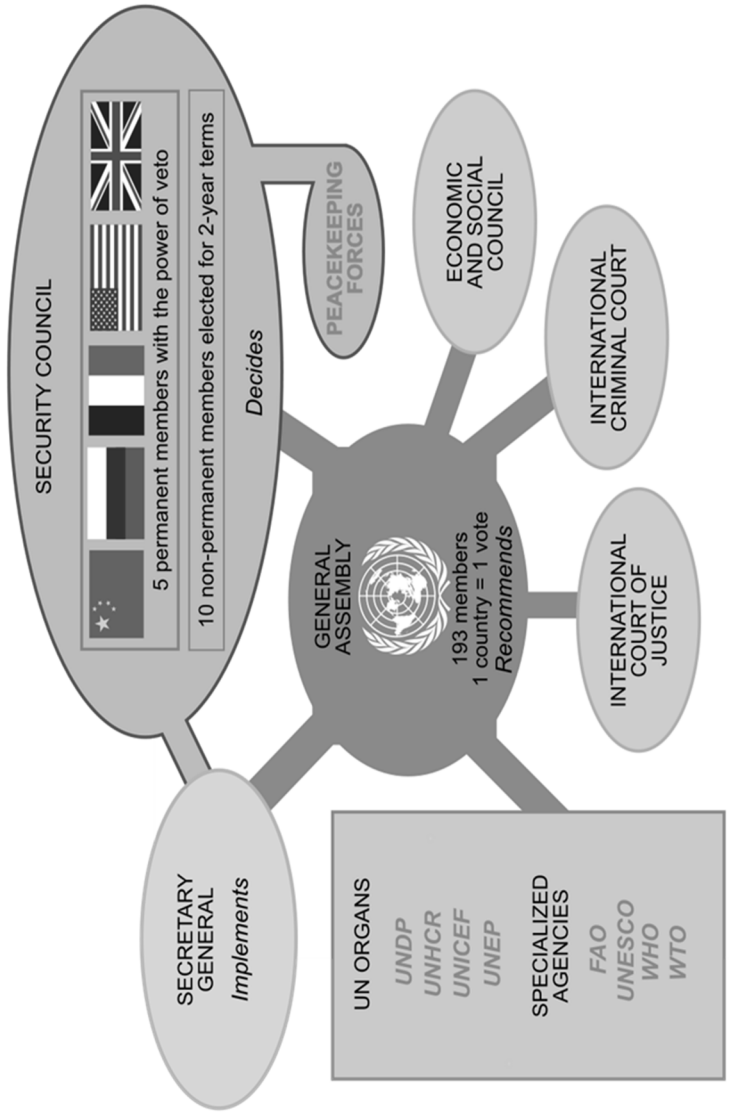 SECURITY COUNCIL
5 permanent members with the power of veto
10 non-permanent members elected for 2-year terms
Decides
PEACEKEEPING
FORCES
SECRETARY
GENERAL
Implements
GENERAL
ASSEMBLY
193 members
1 country = 1 vote
Recommends
ECONOMIC
AND SOCIAL
COUNCIL
INTERNATIONAL
CRIMINAL COURT
INTERNATIONAL
COURT OF
JUSTICE
UN ORGANS
UNDP
UNHCR
UNICEF
UNEP
SPECIALIZED
AGENCIES
FAO
UNESCO
WHO
WTO